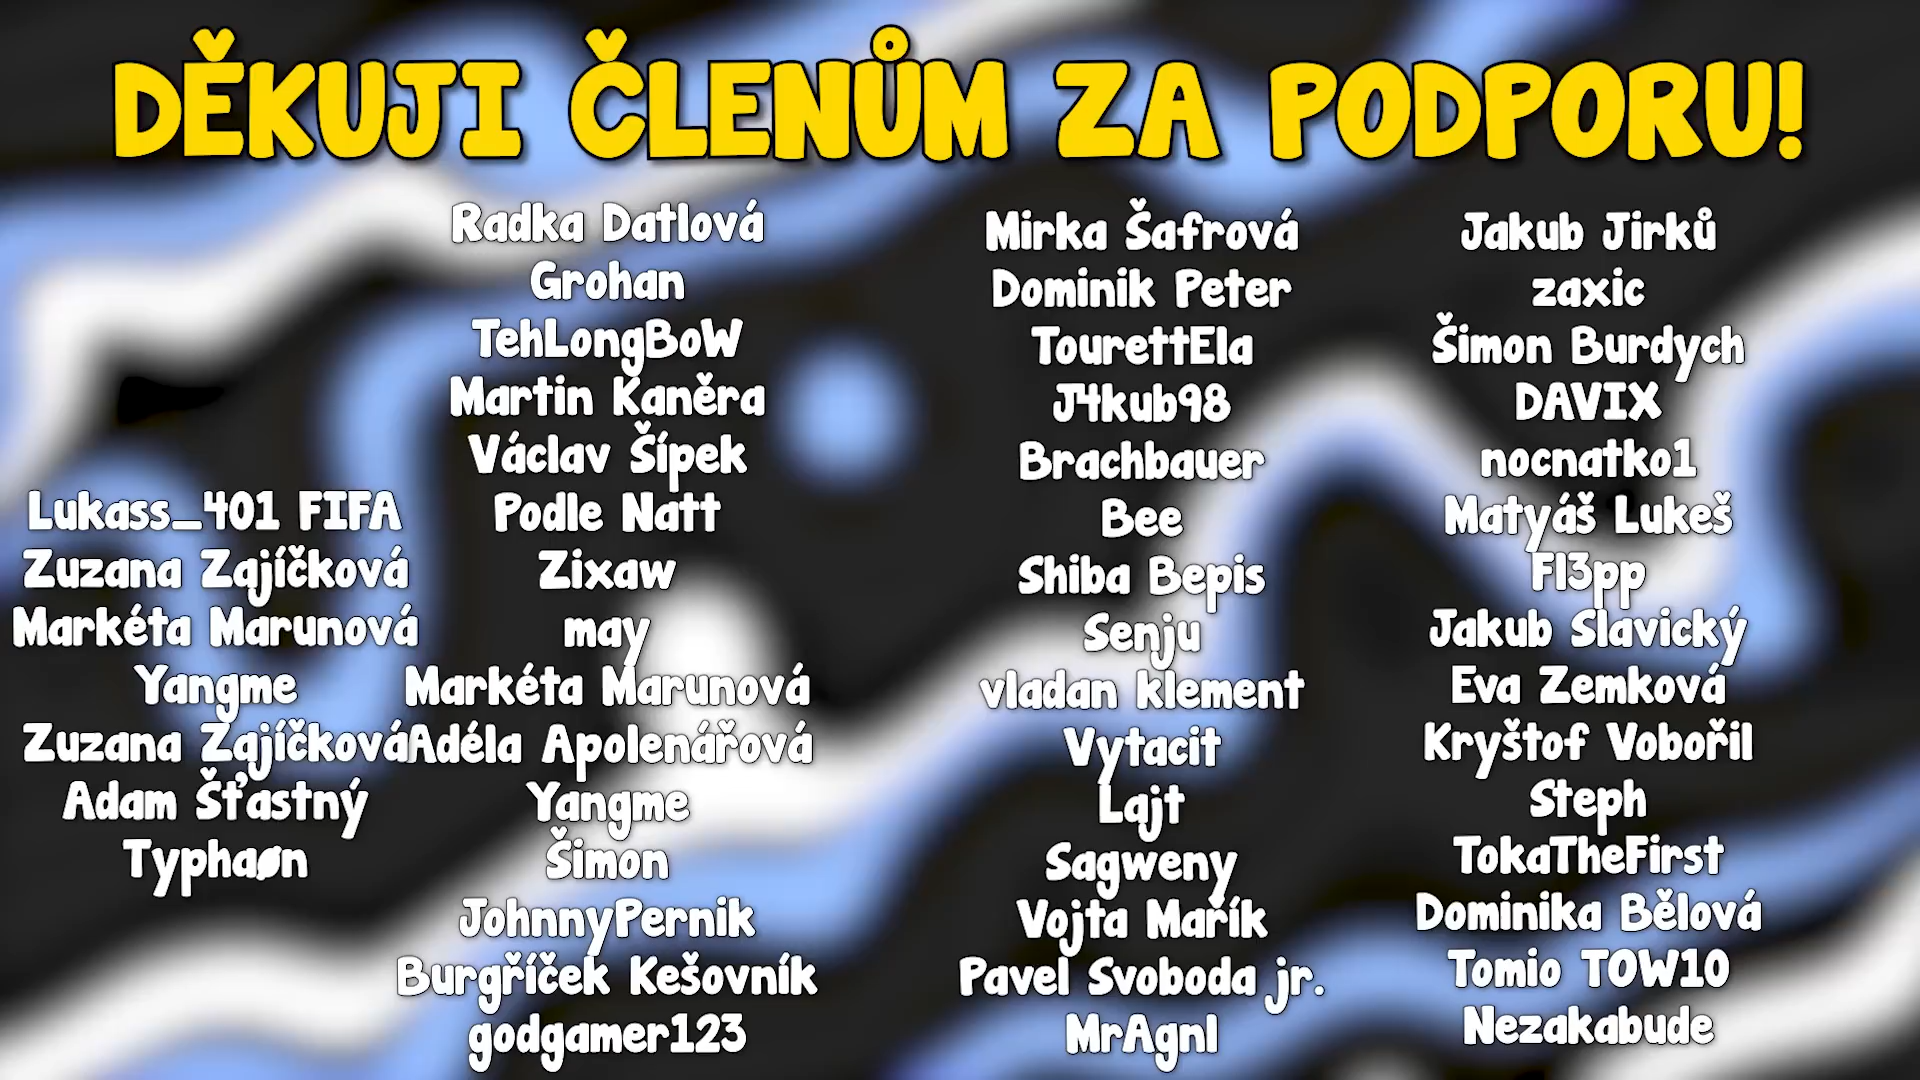 DĚKUJI ČLENŮM ZA PODPORU!
Lukass_401 FIFA
Zuzana Zajíčková
Markéta Marunová
Yangme
Zuzana Zajíčková
Adam Šťastný
Typhaøn
Radka Datlová
Grohan
TehLongBoW
Martin Kaněra
Václav Šípek
Podle Natt
Zixaw
may
Markéta Marunová
Adéla Apolenářová
Yangme
Šimon
JohnnyPernik
Burgříček Kešovník
godgamer123
Mirka Šafrová
Dominik Peter
TourettEla
J4kub98
Brachbauer
Bee
Shiba Bepis
Senju
vladan klement
Vytacit
Lajt
Sagweny
Vojta Mařík
Pavel Svoboda jr.
MrAgnl
Jakub Jirků
zaxic
Šimon Burdych
DAVIX
nocnatko1
Matyáš Lukeš
Fl3pp
Jakub Slavický
Eva Zemková
Kryštof Vobořil
Steph
TokaTheFirst
Dominika Bělová
Tomio TOW10
Nezakabude